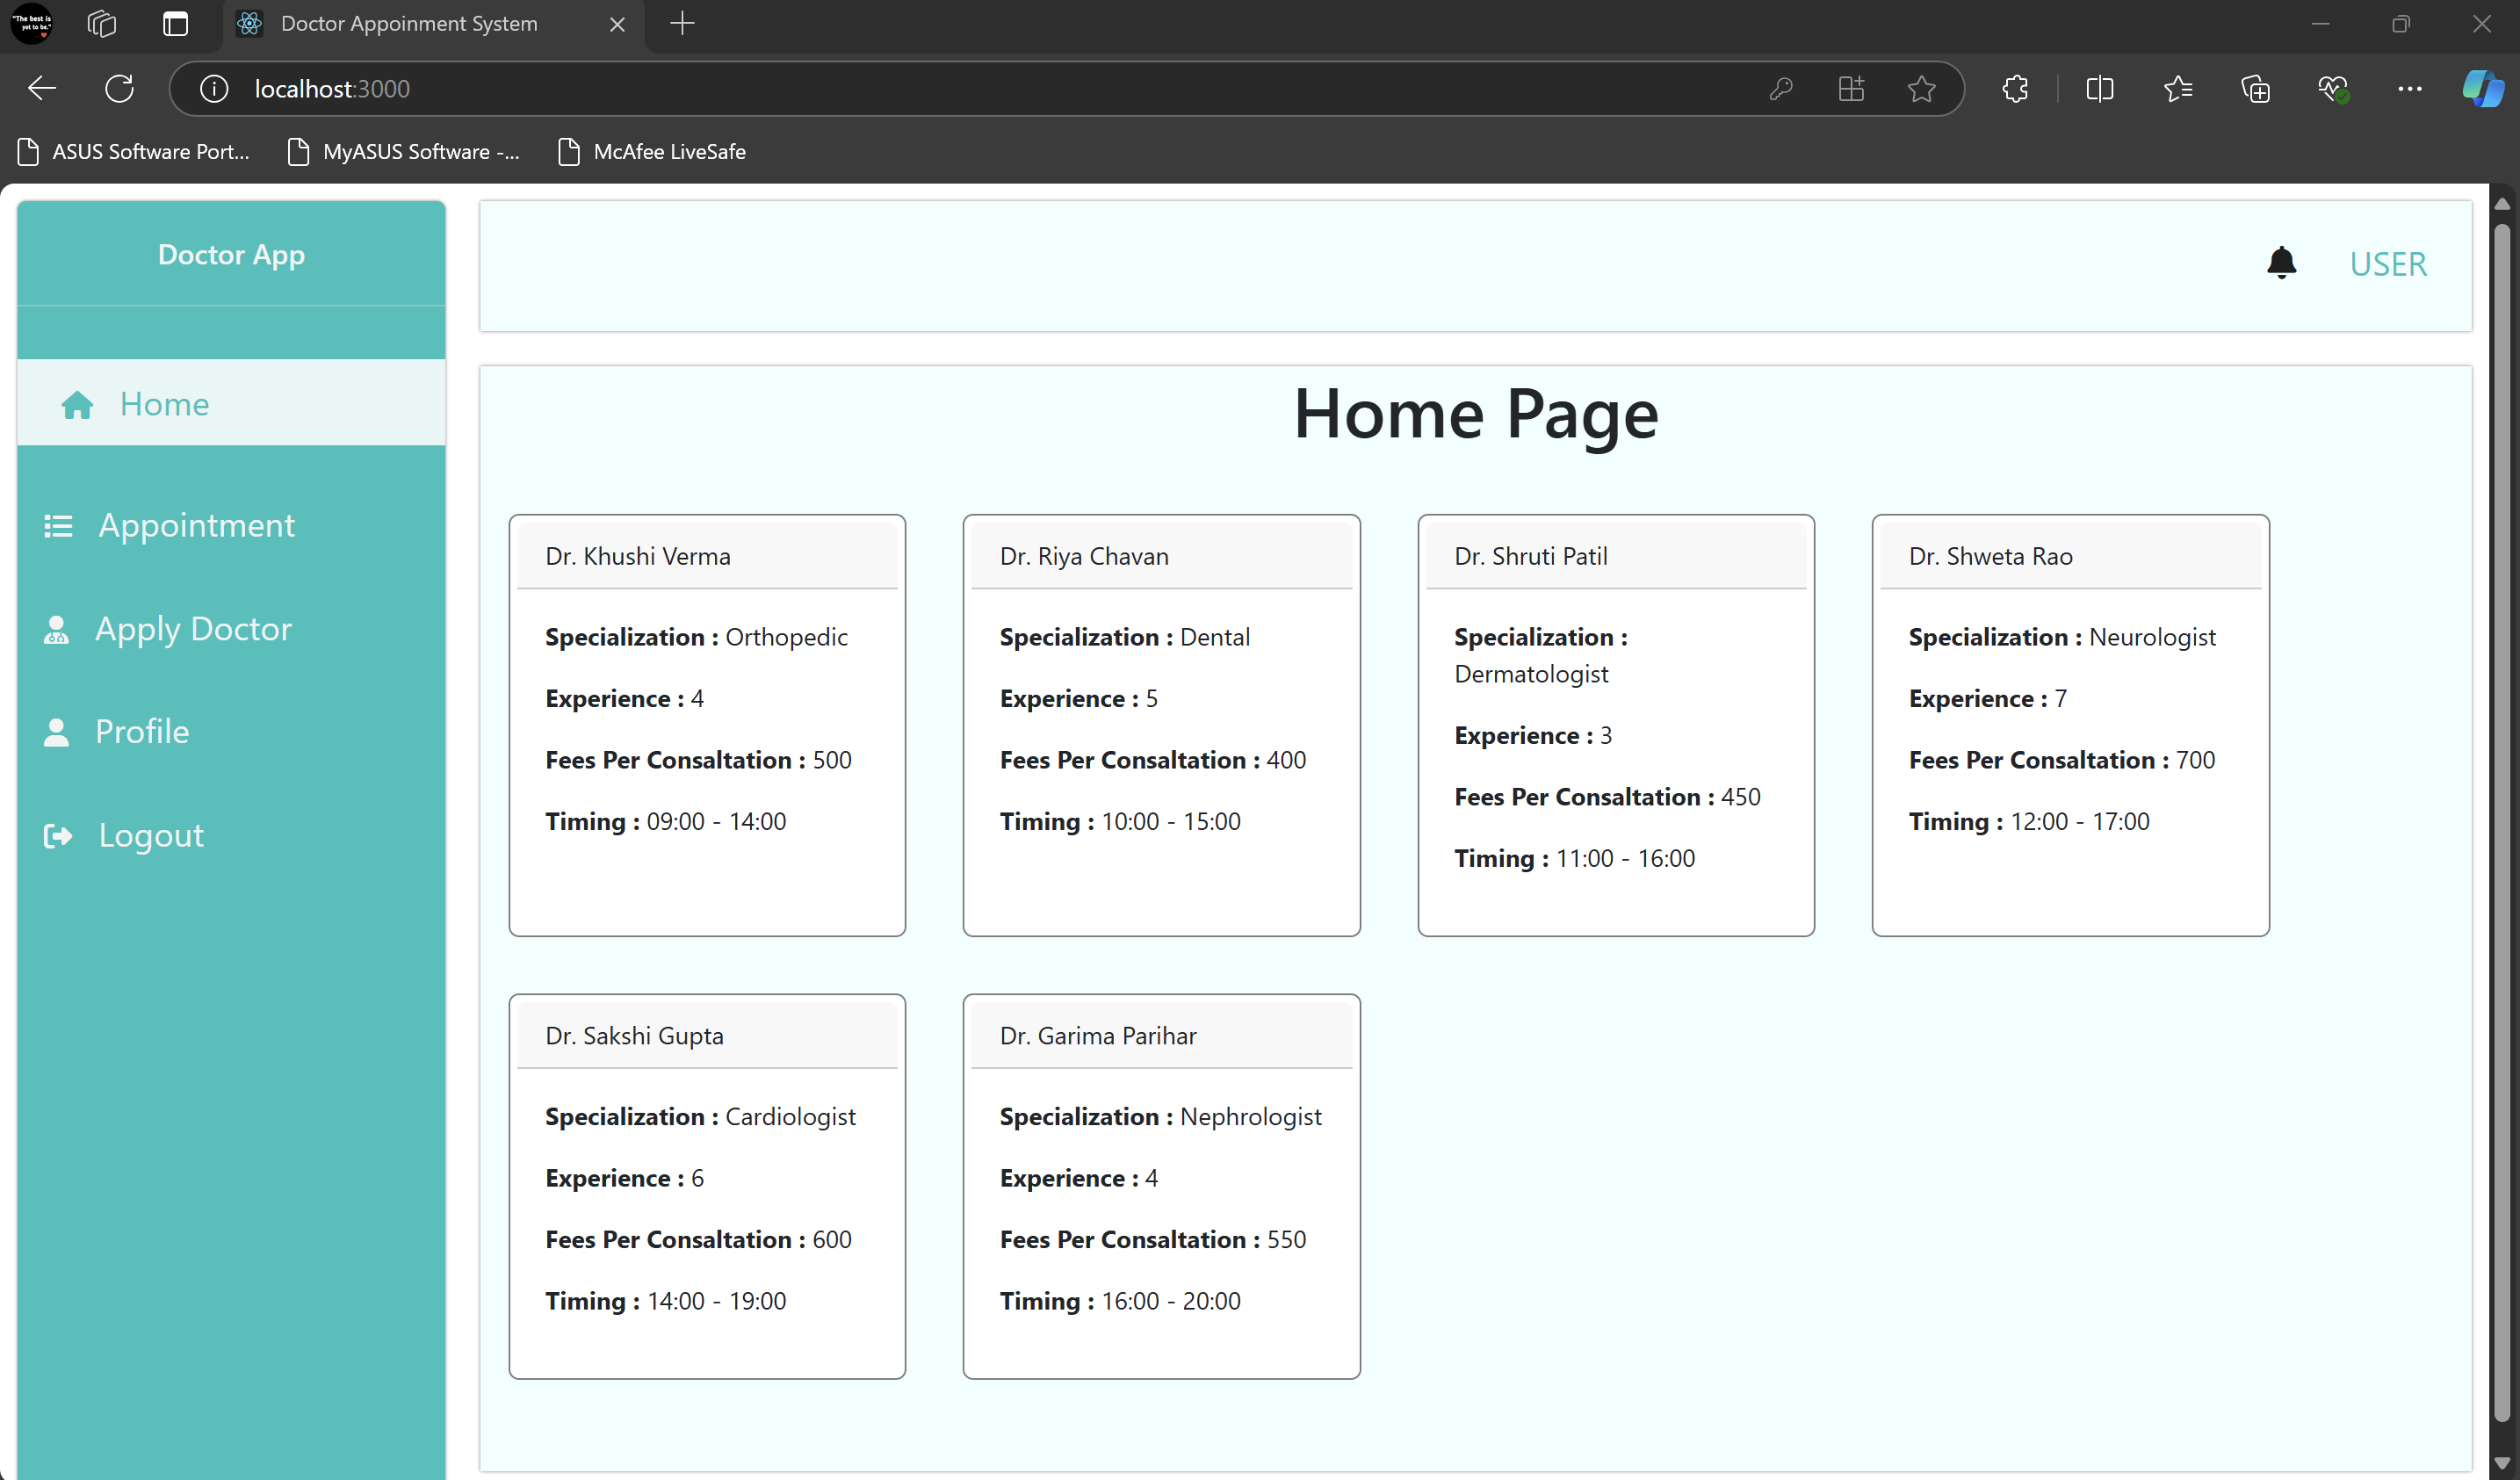 "The best is
yet to be."
Doctor Appoinment System
localhost:3000
ASUS Software Port...
MyASUS Software -...
McAfee LiveSafe
Doctor App
Home
Appointment
Apply Doctor
Profile
Logout
USER
Home Page
Dr. Khushi Verma
Specialization : Orthopedic
Experience : 4
Fees Per Consaltation : 500
Timing : 09:00 - 14:00
Dr. Riya Chavan
Specialization : Dental
Experience : 5
Fees Per Consaltation : 400
Timing : 10:00 - 15:00
Dr. Shruti Patil
Specialization :
Dermatologist
Experience : 3
Fees Per Consaltation : 450
Timing : 11:00 - 16:00
Dr. Shweta Rao
Specialization : Neurologist
Experience : 7
Fees Per Consaltation : 700
Timing : 12:00 - 17:00
Dr. Sakshi Gupta
Specialization : Cardiologist
Experience : 6
Fees Per Consaltation : 600
Timing : 14:00 - 19:00
Dr. Garima Parihar
Specialization : Nephrologist
Experience : 4
Fees Per Consaltation : 550
Timing : 16:00 - 20:00